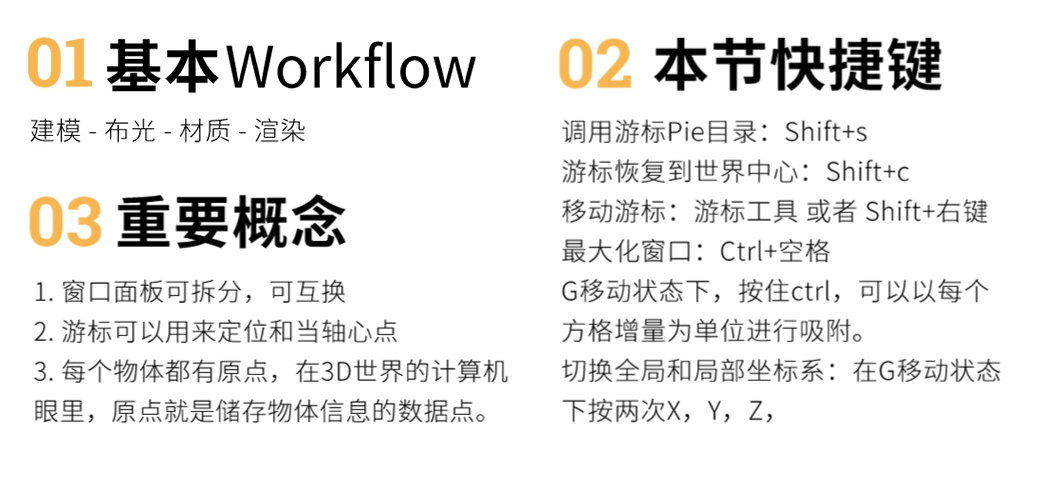 01 基本Workflow
建模 - 布光 - 材质 - 渲染
02 本节快捷键
调用游标Pie目录：Shift+s
游标恢复到世界中心：Shift+c
移动游标：游标工具 或者 Shift+右键
最大化窗口：Ctrl+空格
G移动状态下，按住ctrl，可以以每个
方格增量为单位进行吸附。
切换全局和局部坐标系：在G移动状态
下按两次X，Y，Z，
03 重要概念
1. 窗口面板可拆分，可互换
2. 游标可以用来定位和当轴心点
3. 每个物体都有原点，在3D世界的计算机
眼里，原点就是储存物体信息的数据点。